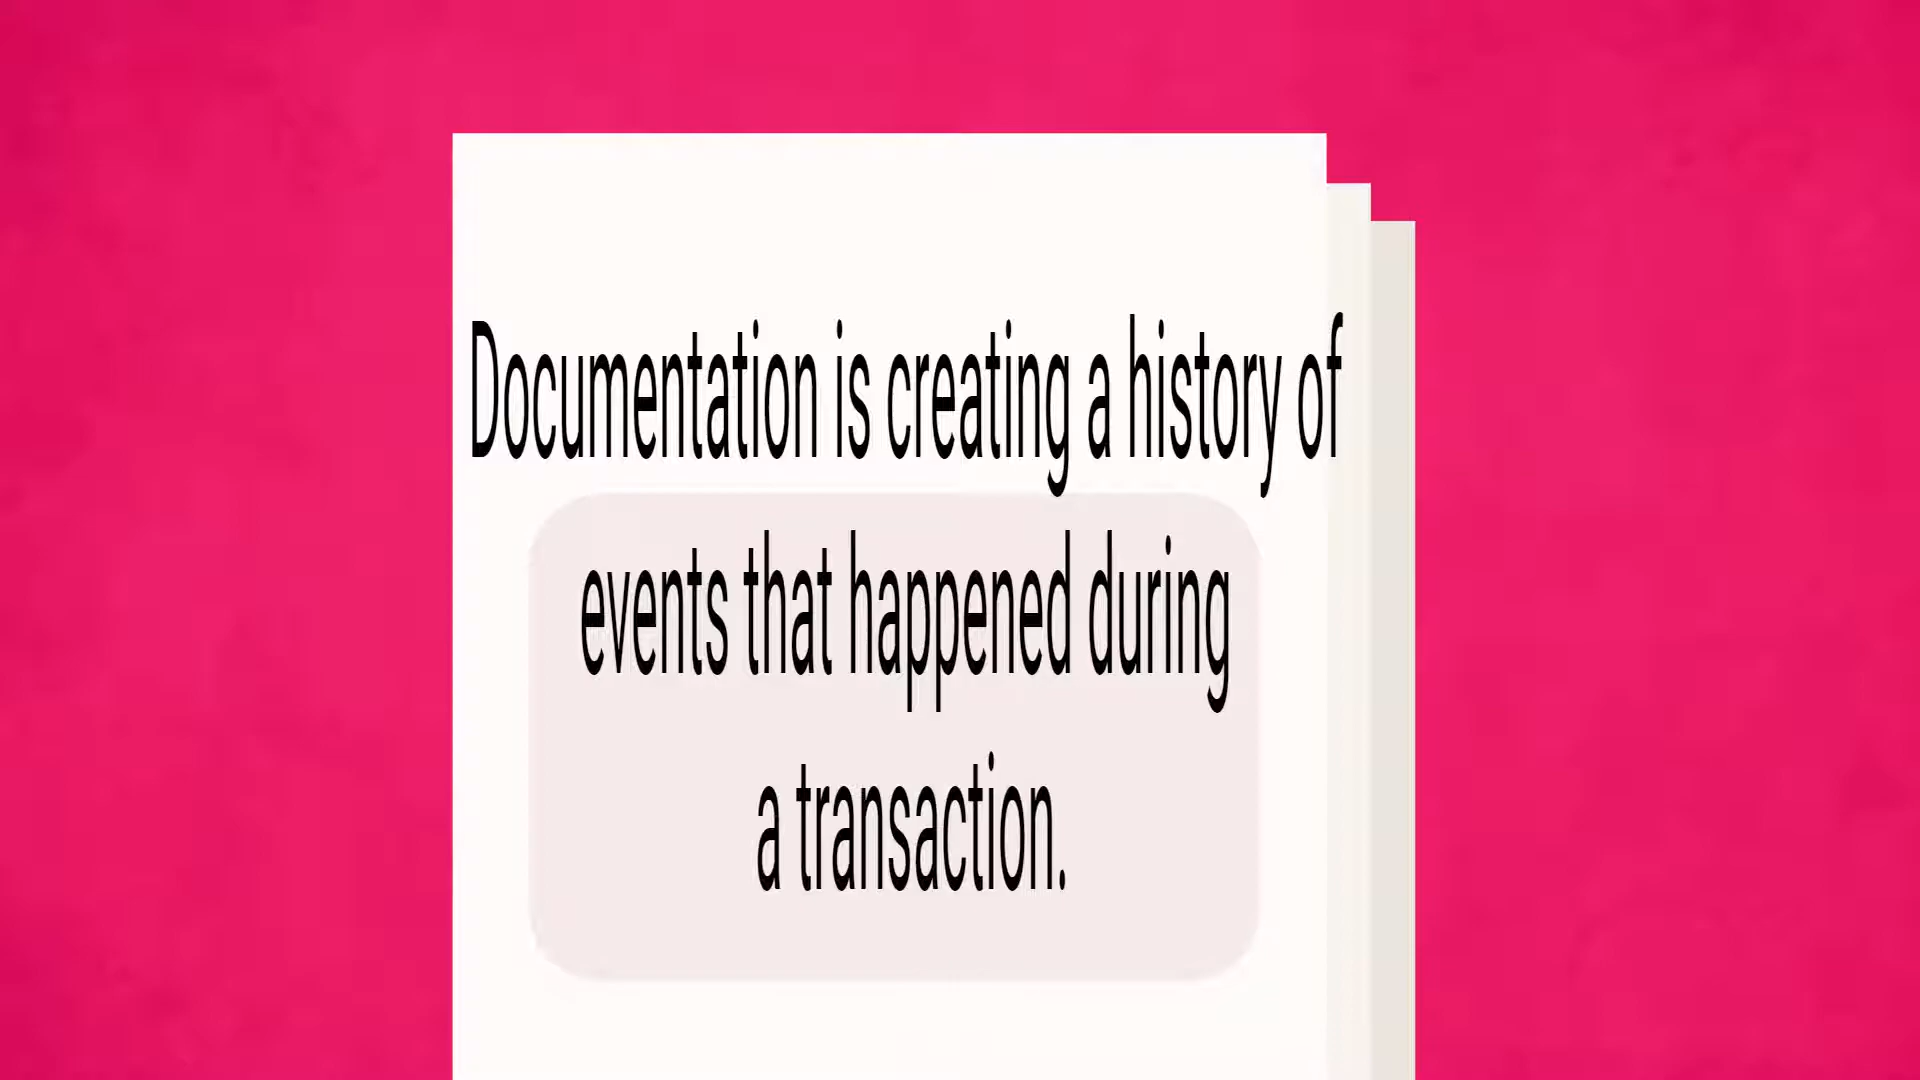 Documentation is creating a history of
events that happened during
a transaction.